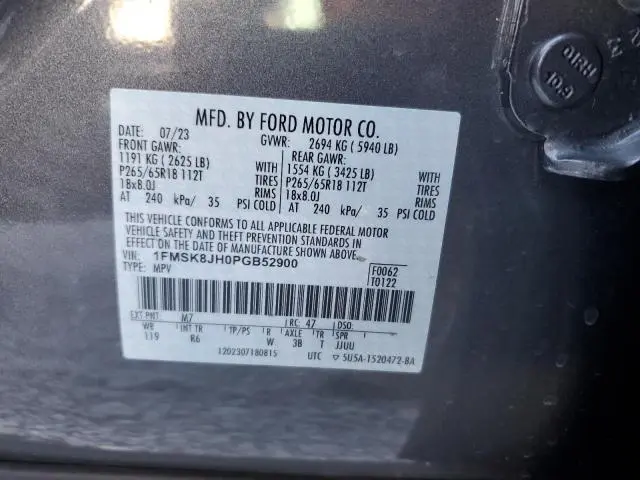 MFD. BY FORD MOTOR CO.
DATE: 07/23 GVWR: 2694 KG ( 5940 LB)
FRONT GAWR: REAR GAWR:
1191 KG ( 2625 LB) WITH 1554 KG ( 3425 LB) WITH
P265/65R18 112T TIRES P265/65R18 112T TIRES
18x8.0J RIMS 18x8.0J RIMS
AT 240 kPa/ 35 PSI COLD AT 240 kPa/ 35 PSI COLD
THIS VEHICLE CONFORMS TO ALL APPLICABLE FEDERAL MOTOR
VEHICLE SAFETY AND THEFT PREVENTION STANDARDS IN
EFFECT ON THE DATE OF MANUFACTURE SHOWN ABOVE.
VIN: 1FMSK8JH0PGB52900
TYPE: MPV
F0062
T0122
EXT PNT: M7 RC: 47 DSO:
WB INT TR TP/PS R AXLE TR SPR
119 R6 W 3B T JJUU
1202307180815 UTC ▽ 5U5A-1520472-BA
QIRH
10.9